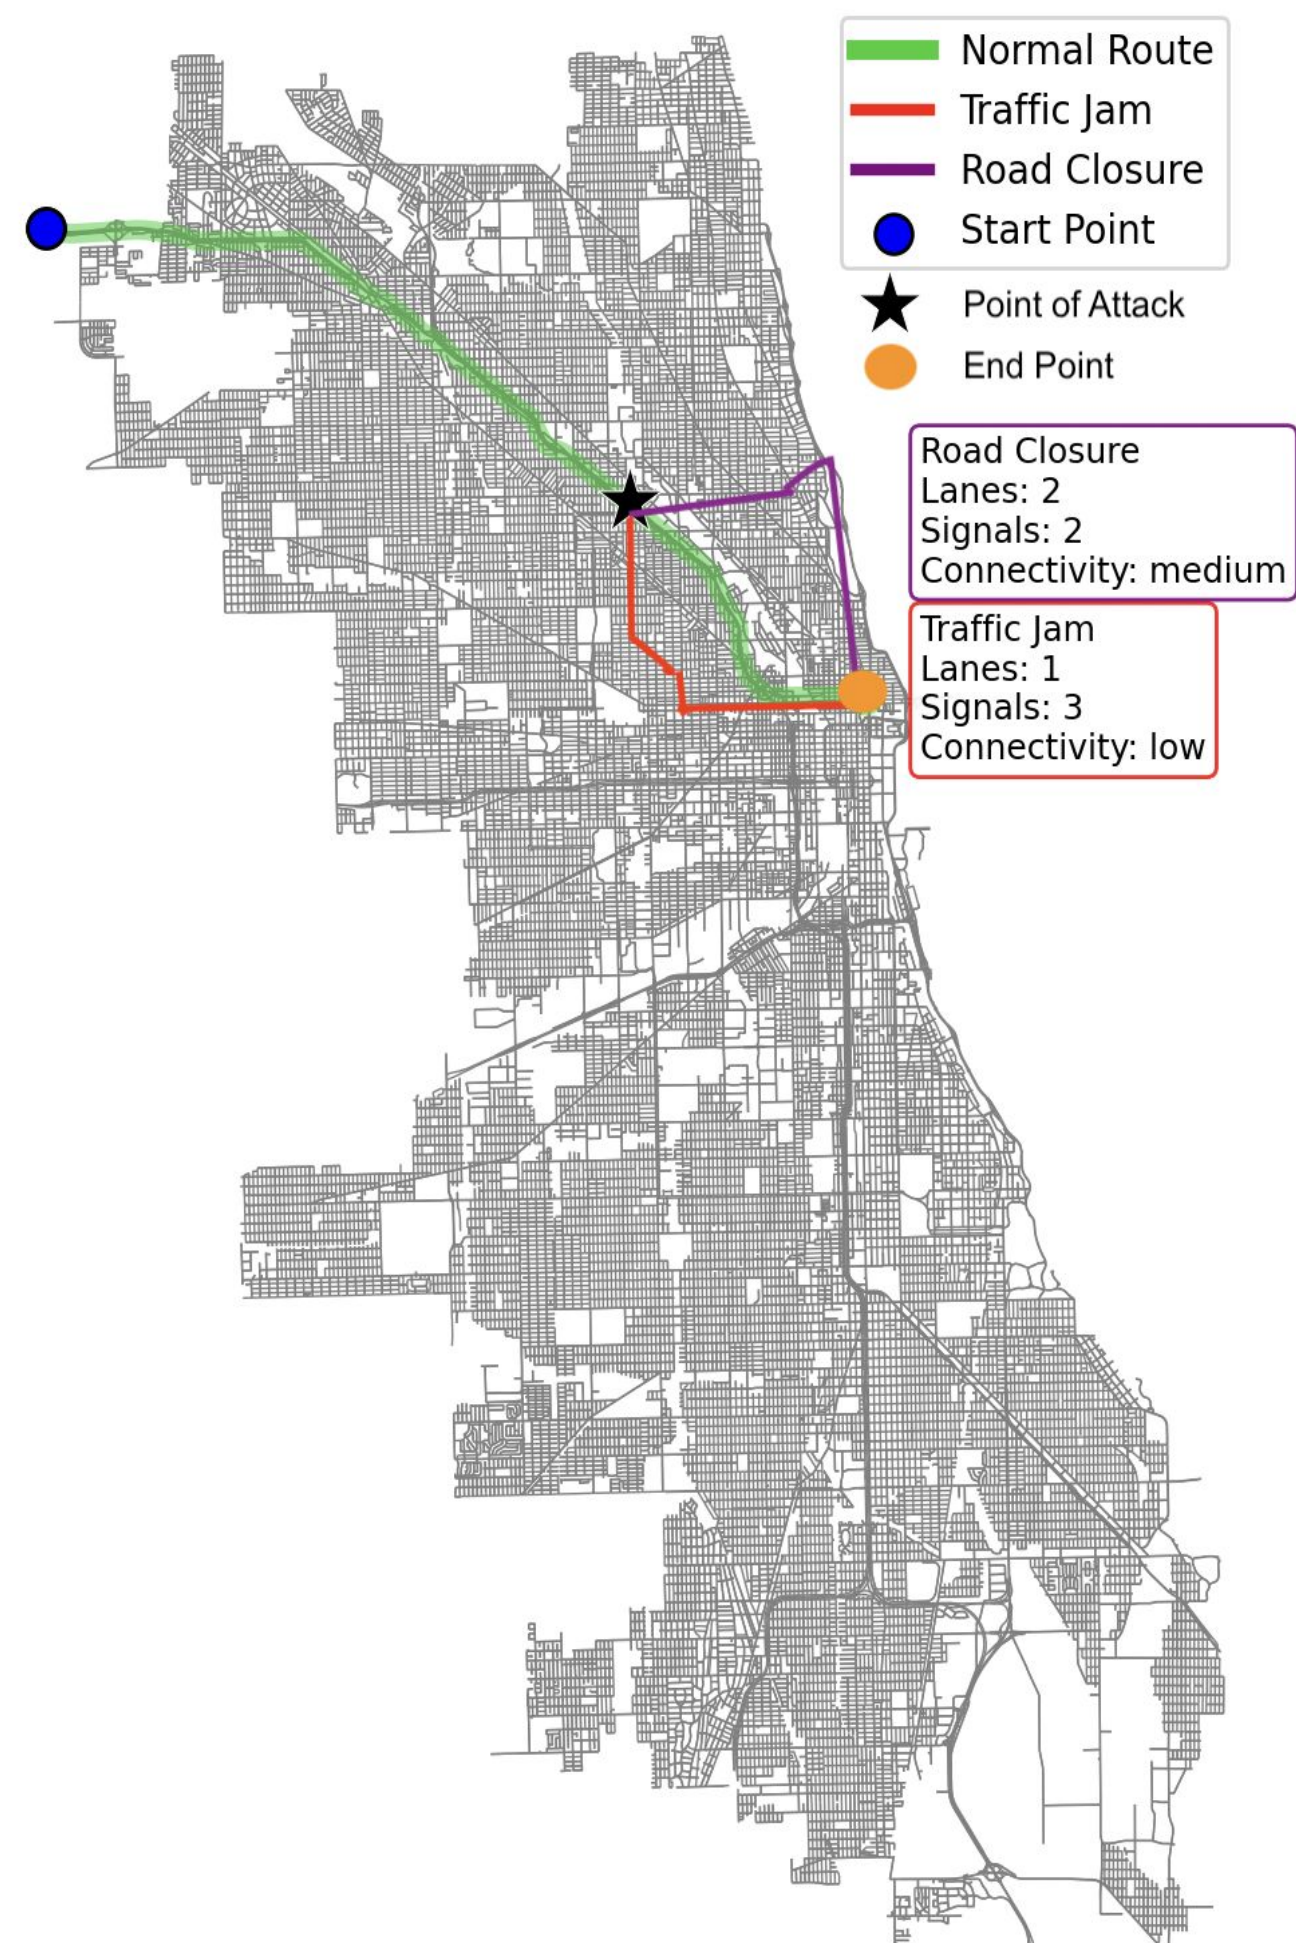 Normal Route
Traffic Jam
Road Closure
Start Point
Point of Attack
End Point
Road Closure
Lanes: 2
Signals: 2
Connectivity: medium
Traffic Jam
Lanes: 1
Signals: 3
Connectivity: low